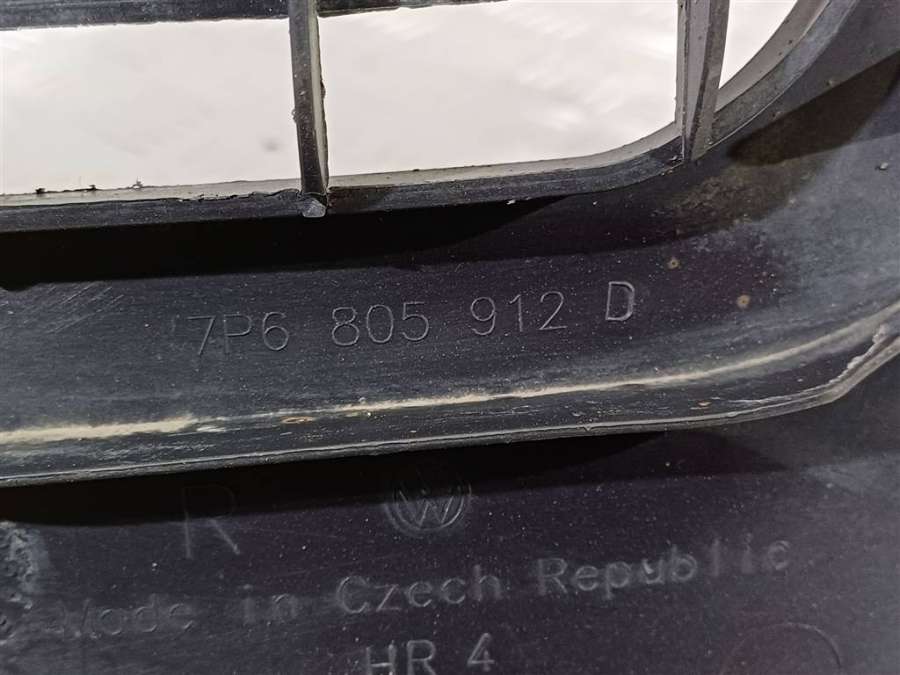 7P6 805 912 D
R
Made in Czech Republic
HR 4